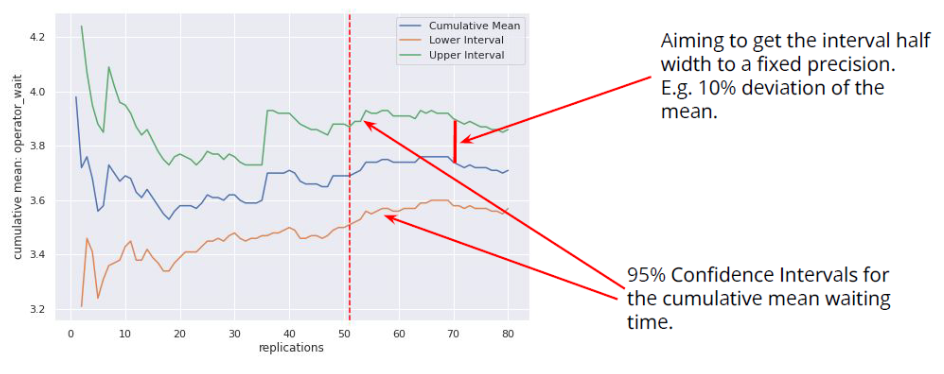 4.2
4.0
3.8
3.6
3.4
3.2
cumulative mean: operator_wait
0 10 20 30 40 50 60 70 80
replications
Cumulative Mean
Lower Interval
Upper Interval
Aiming to get the interval half
width to a fixed precision.
E.g. 10% deviation of the
mean.
95% Confidence Intervals for
the cumulative mean waiting
time.